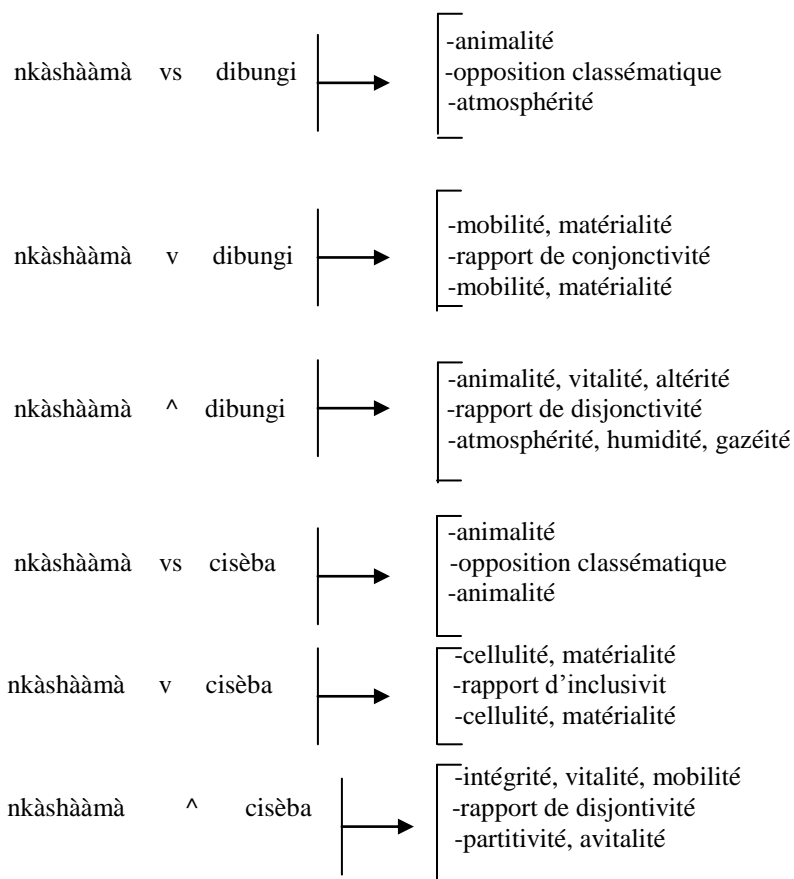 -animalité
nkàshààmà vs dibungi -opposition classématique
-atmosphérité
-mobilité, matérialité
nkàshààmà v dibungi -rapport de conjonctivité
-mobilité, matérialité
-animalité, vitalité, altérité
nkàshààmà ^ dibungi -rapport de disjonctivité
-atmosphérité, humidité, gazéité
-animalité
nkàshààmà vs cisèba -opposition classématique
-animalité
-cellulité, matérialité
nkàshààmà v cisèba -rapport d’inclusivit
-cellulité, matérialité
-intégrité, vitalité, mobilité
nkàshààmà ^ cisèba -rapport de disjontivité
-partitivité, avitalité